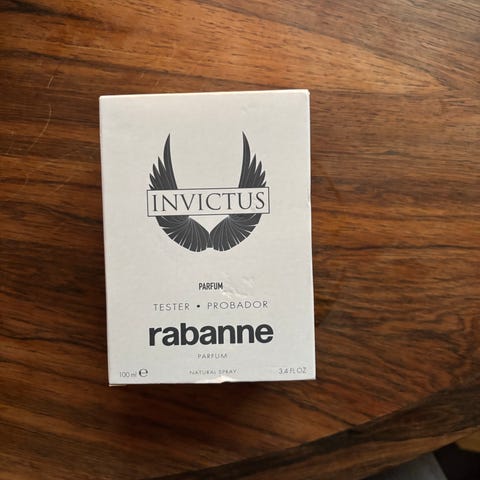 INVICTUS
PARFUM
TESTER • PROBADOR
rabanne
PARFUM
100 ml ℮ NATURAL SPRAY 3.4 FL OZ